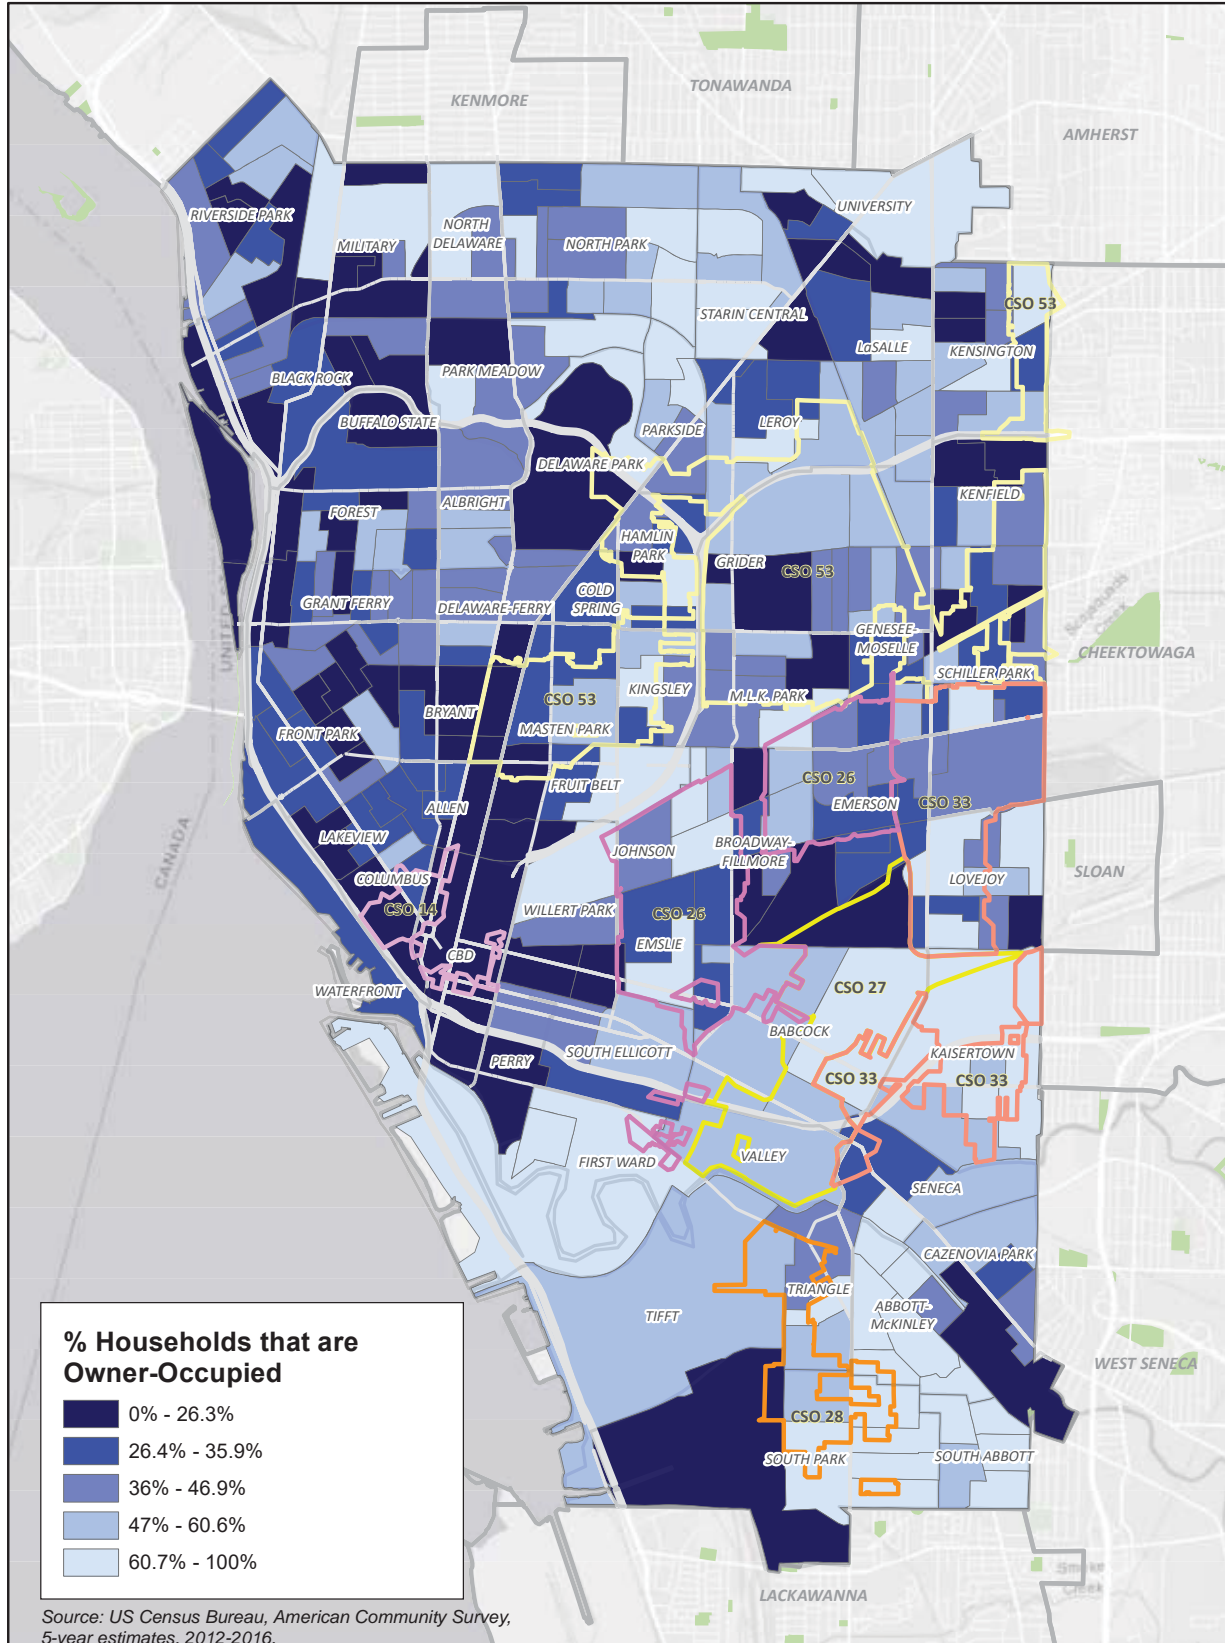 TONAWANDA
KENMORE
AMHERST
RIVERSIDE PARK
UNIVERSITY
NORTH
DELAWARE
MILITARY
NORTH PARK
CSO 53
STARIN CENTRAL
LaSALLE
KENSINGTON
PARK MEADOW
BLACK ROCK
BUFFALO STATE
PARKSIDE
LEROY
DELAWARE PARK
KENFIELD
ALBRIGHT
FOREST
HAMLIN
PARK
GRIDER
CSO 53
COLD
SPRING
GRANT FERRY
DELAWARE-FERRY
GENESEE-
MOSELLE
Scajaquada
Creek
UNITED S
CHEEKTOWAGA
SCHILLER PARK
KINGSLEY
M.L.K. PARK
CSO 53
BRYANT
MASTEN PARK
FRONT PARK
FRUIT BELT
CSO 26
EMERSON
CSO 33
ALLEN
LAKEVIEW
CANADA
JOHNSON
BROADWAY-
FILLMORE
SLOAN
COLUMBUS
LOVEJOY
CSO 14
WILLERT PARK
CSO 26
EMSLIE
CBD
WATERFRONT
CSO 27
BABCOCK
SOUTH ELLICOTT
PERRY
KAISERTOWN
CSO 33
CSO 33
FIRST WARD
VALLEY
SENECA
CAZENOVIA PARK
TRIANGLE
TIFFT
ABBOTT-
McKINLEY
WEST SENECA
CSO 28
SOUTH PARK
SOUTH ABBOTT
LACKAWANNA
Smoke
Creek
% Households that are
Owner-Occupied
0% - 26.3%
26.4% - 35.9%
36% - 46.9%
47% - 60.6%
60.7% - 100%
Source: US Census Bureau, American Community Survey,
5-year estimates, 2012-2016.